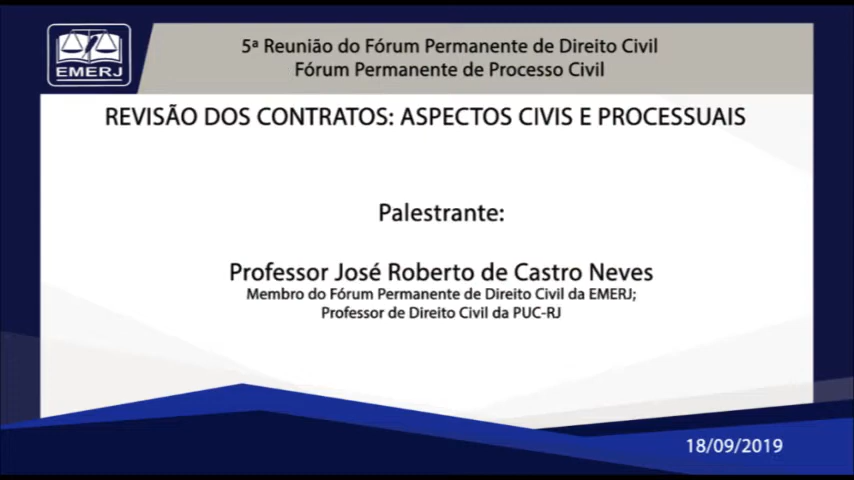 EMERJ
5ª Reunião do Fórum Permanente de Direito Civil
Fórum Permanente de Processo Civil
REVISÃO DOS CONTRATOS: ASPECTOS CIVIS E PROCESSUAIS
Palestrante:
Professor José Roberto de Castro Neves
Membro do Fórum Permanente de Direito Civil da EMERJ;
Professor de Direito Civil da PUC-RJ
18/09/2019